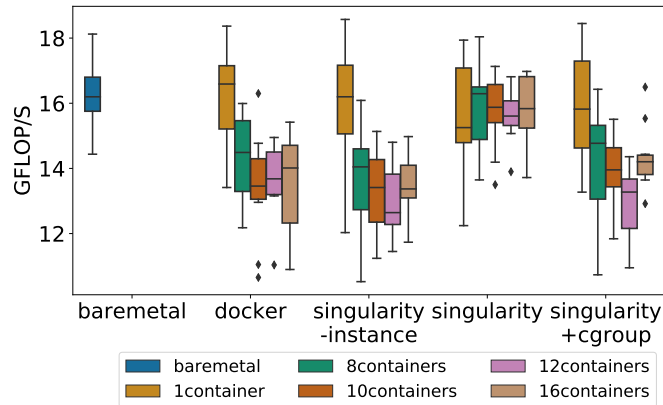 GFLOP/S
18
16
14
12
baremetal docker singularity singularity singularity
-instance +cgroup
baremetal 8containers 12containers
1container 10containers 16containers